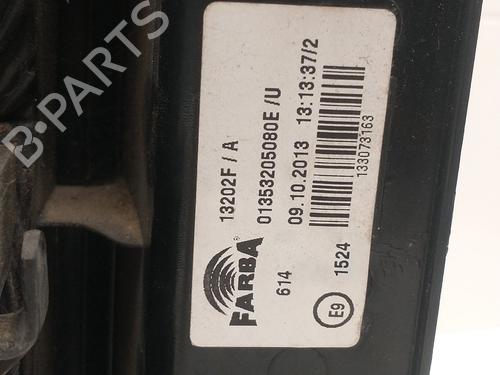 B-PARTS
13202F / A
01353205080E /U
09.10.2013 13:13:37/2
133073163
FARBA
614
1524
E9